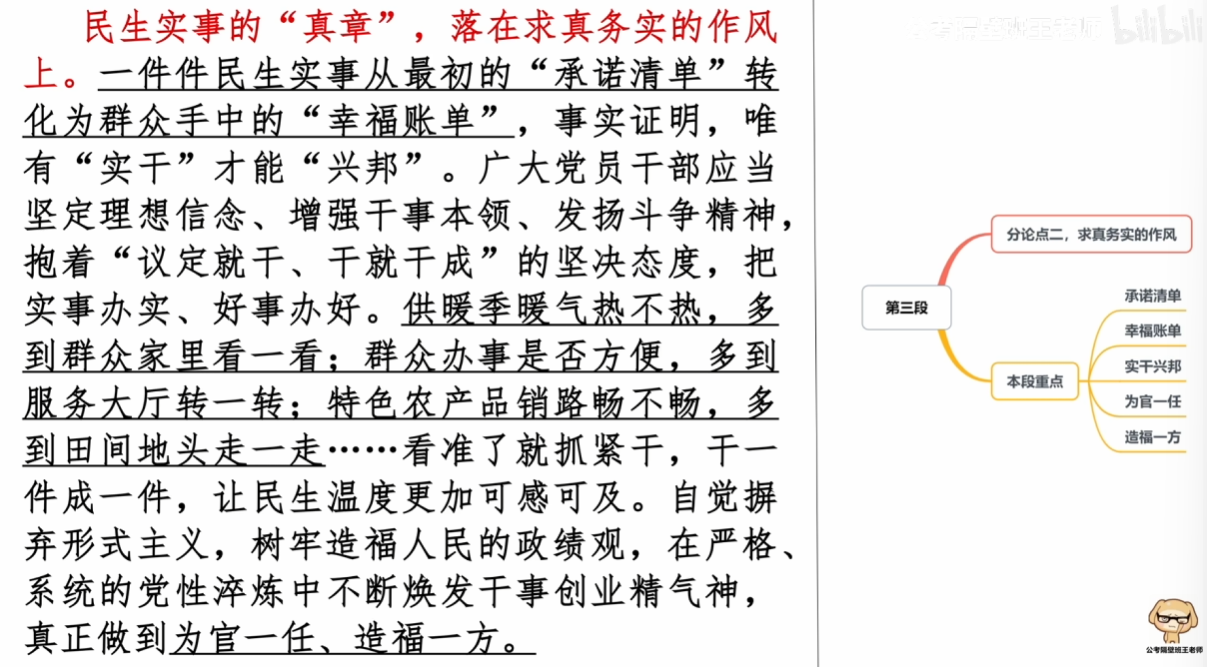 民生实事的“真章”，落在求真务实的作风
上。一件件民生实事从最初的“承诺清单”转
化为群众手中的“幸福账单”，事实证明，唯
有“实干”才能“兴邦”。广大党员干部应当
坚定理想信念、增强干事本领、发扬斗争精神，
抱着“议定就干、干就干成”的坚决态度，把
实事办实、好事办好。供暖季暖气热不热，多
到群众家里看一看；群众办事是否方便，多到
服务大厅转一转；特色农产品销路畅不畅，多
到田间地头走一走……看准了就抓紧干，干一
件成一件，让民生温度更加可感可及。自觉摒
弃形式主义，树牢造福人民的政绩观，在严格、
系统的党性淬炼中不断焕发干事创业精气神，
真正做到为官一任、造福一方。
第三段
分论点二，求真务实的作风
本段重点
承诺清单
幸福账单
实干兴邦
为官一任
造福一方
bilibili
公考隔壁班王老师